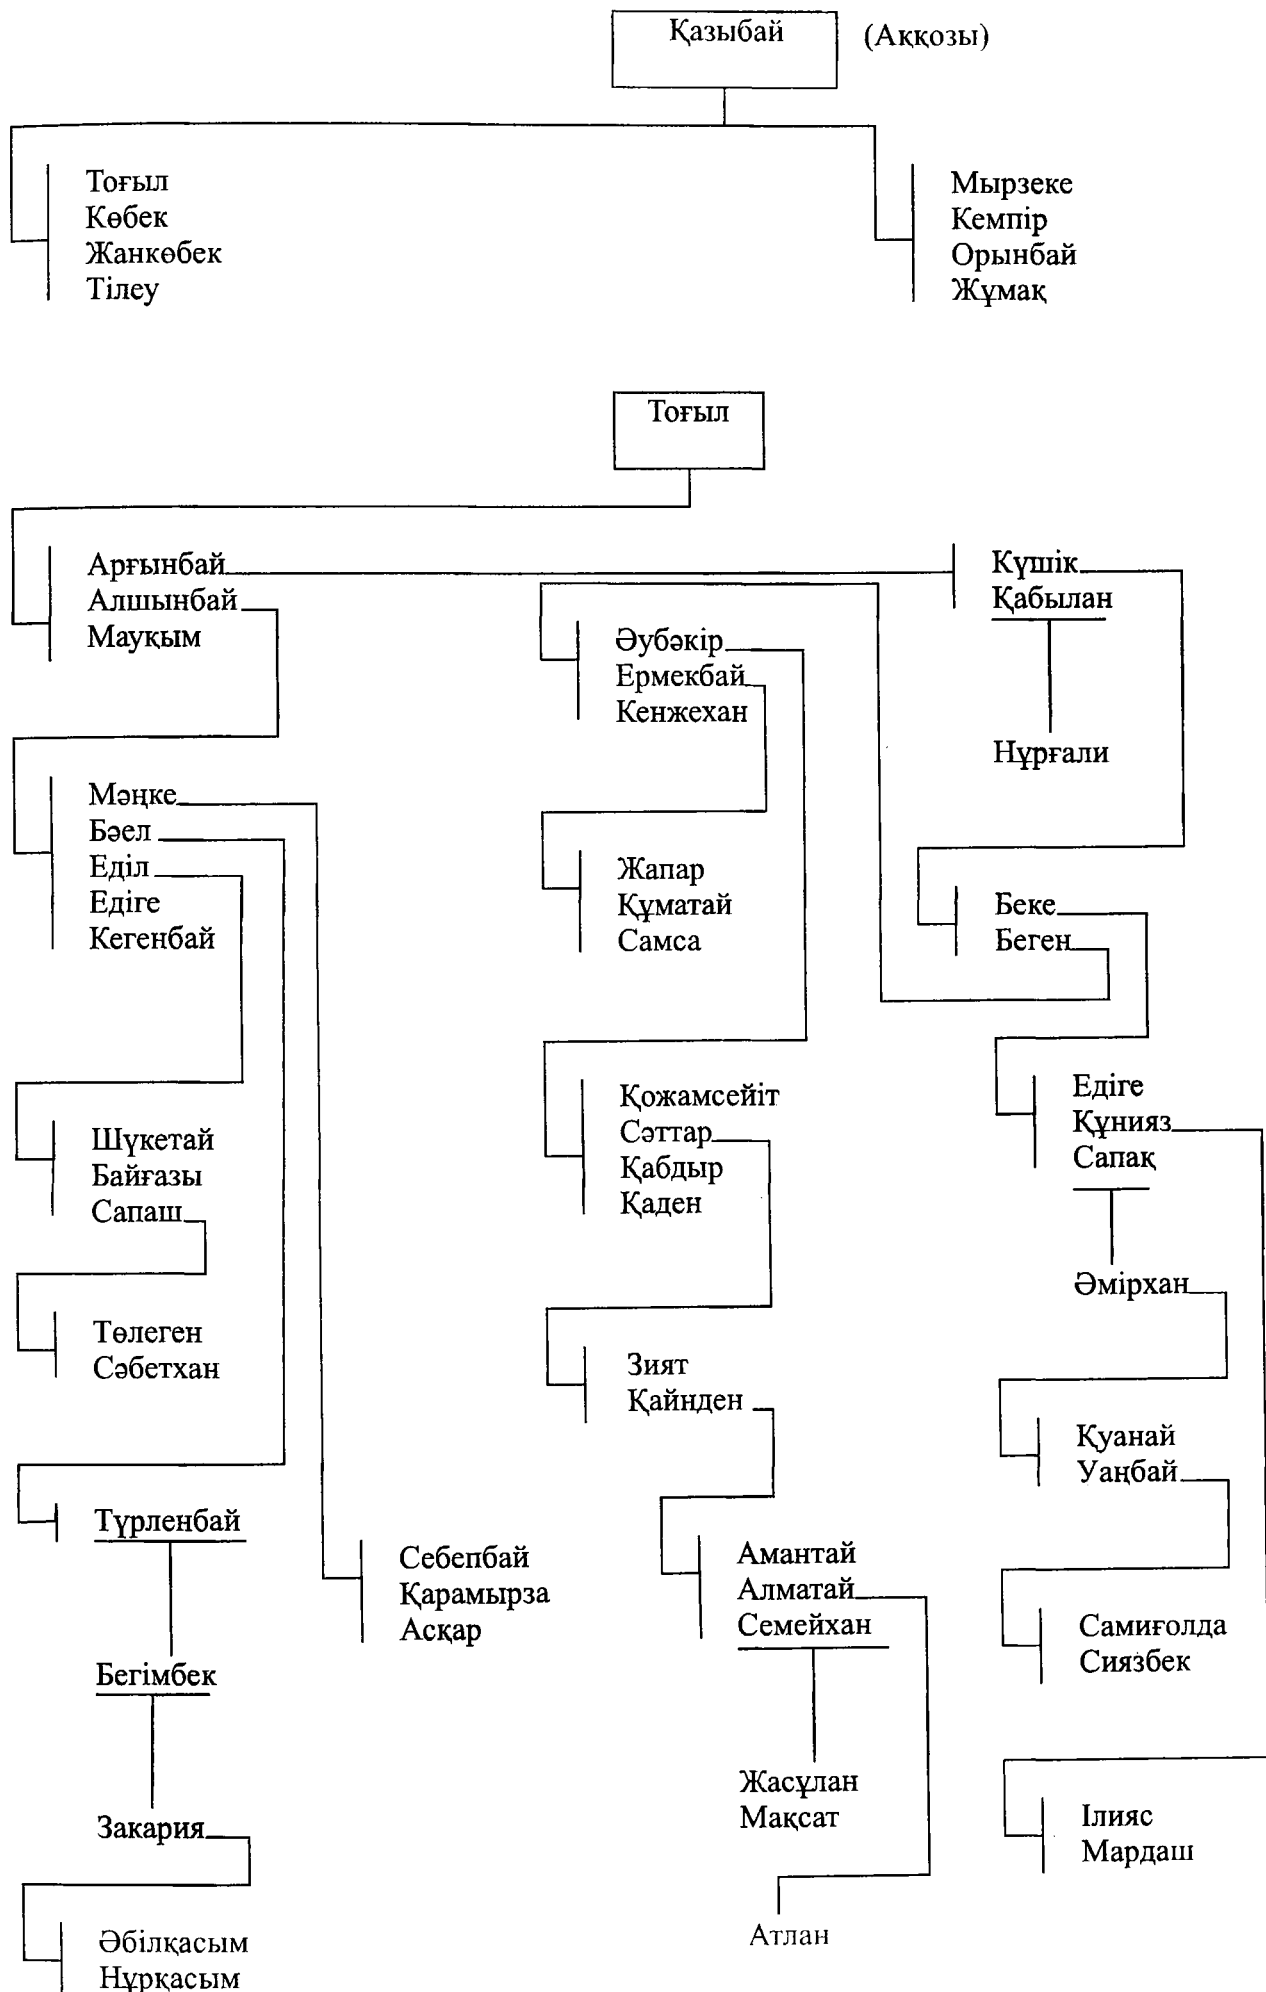 Қазыбай (Аққозы)
Тоғыл
Көбек
Жанкөбек
Тілеу
Мырзеке
Кемпір
Орынбай
Жұмақ
Тоғыл
Арғынбай
Алшынбай
Мауқым
Күшік
Қабылан
Нұрғали
Әубәкір
Ермекбай
Кенжехан
Мәңке
Бәел
Еділ
Едіге
Кегенбай
Жапар
Құматай
Самса
Беке
Беген
Қожамсейіт
Сәттар
Қабдыр
Қаден
Едіге
Құнияз
Сапақ
Әмірхан
Шүкетай
Байғазы
Сапаш
Төлеген
Сәбетхан
Зият
Қайнден
Қуанай
Уаңбай
Түрленбай
Бегімбек
Закария
Әбілқасым
Нұрқасым
Себепбай
Қарамырза
Асқар
Амантай
Алматай
Семейхан
Жасұлан
Мақсат
Атлан
Самиғолда
Сиязбек
Ілияс
Мардаш